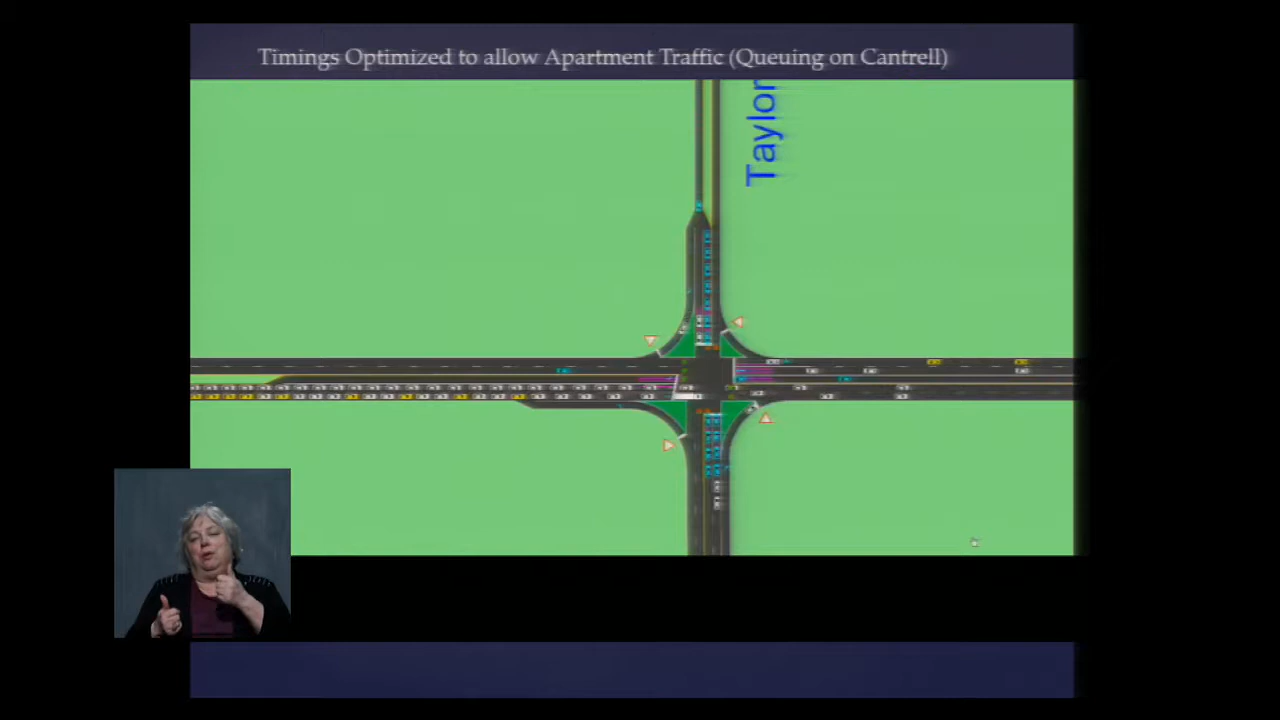 Timings Optimized to allow Apartment Traffic (Queuing on Cantrell)
Taylor